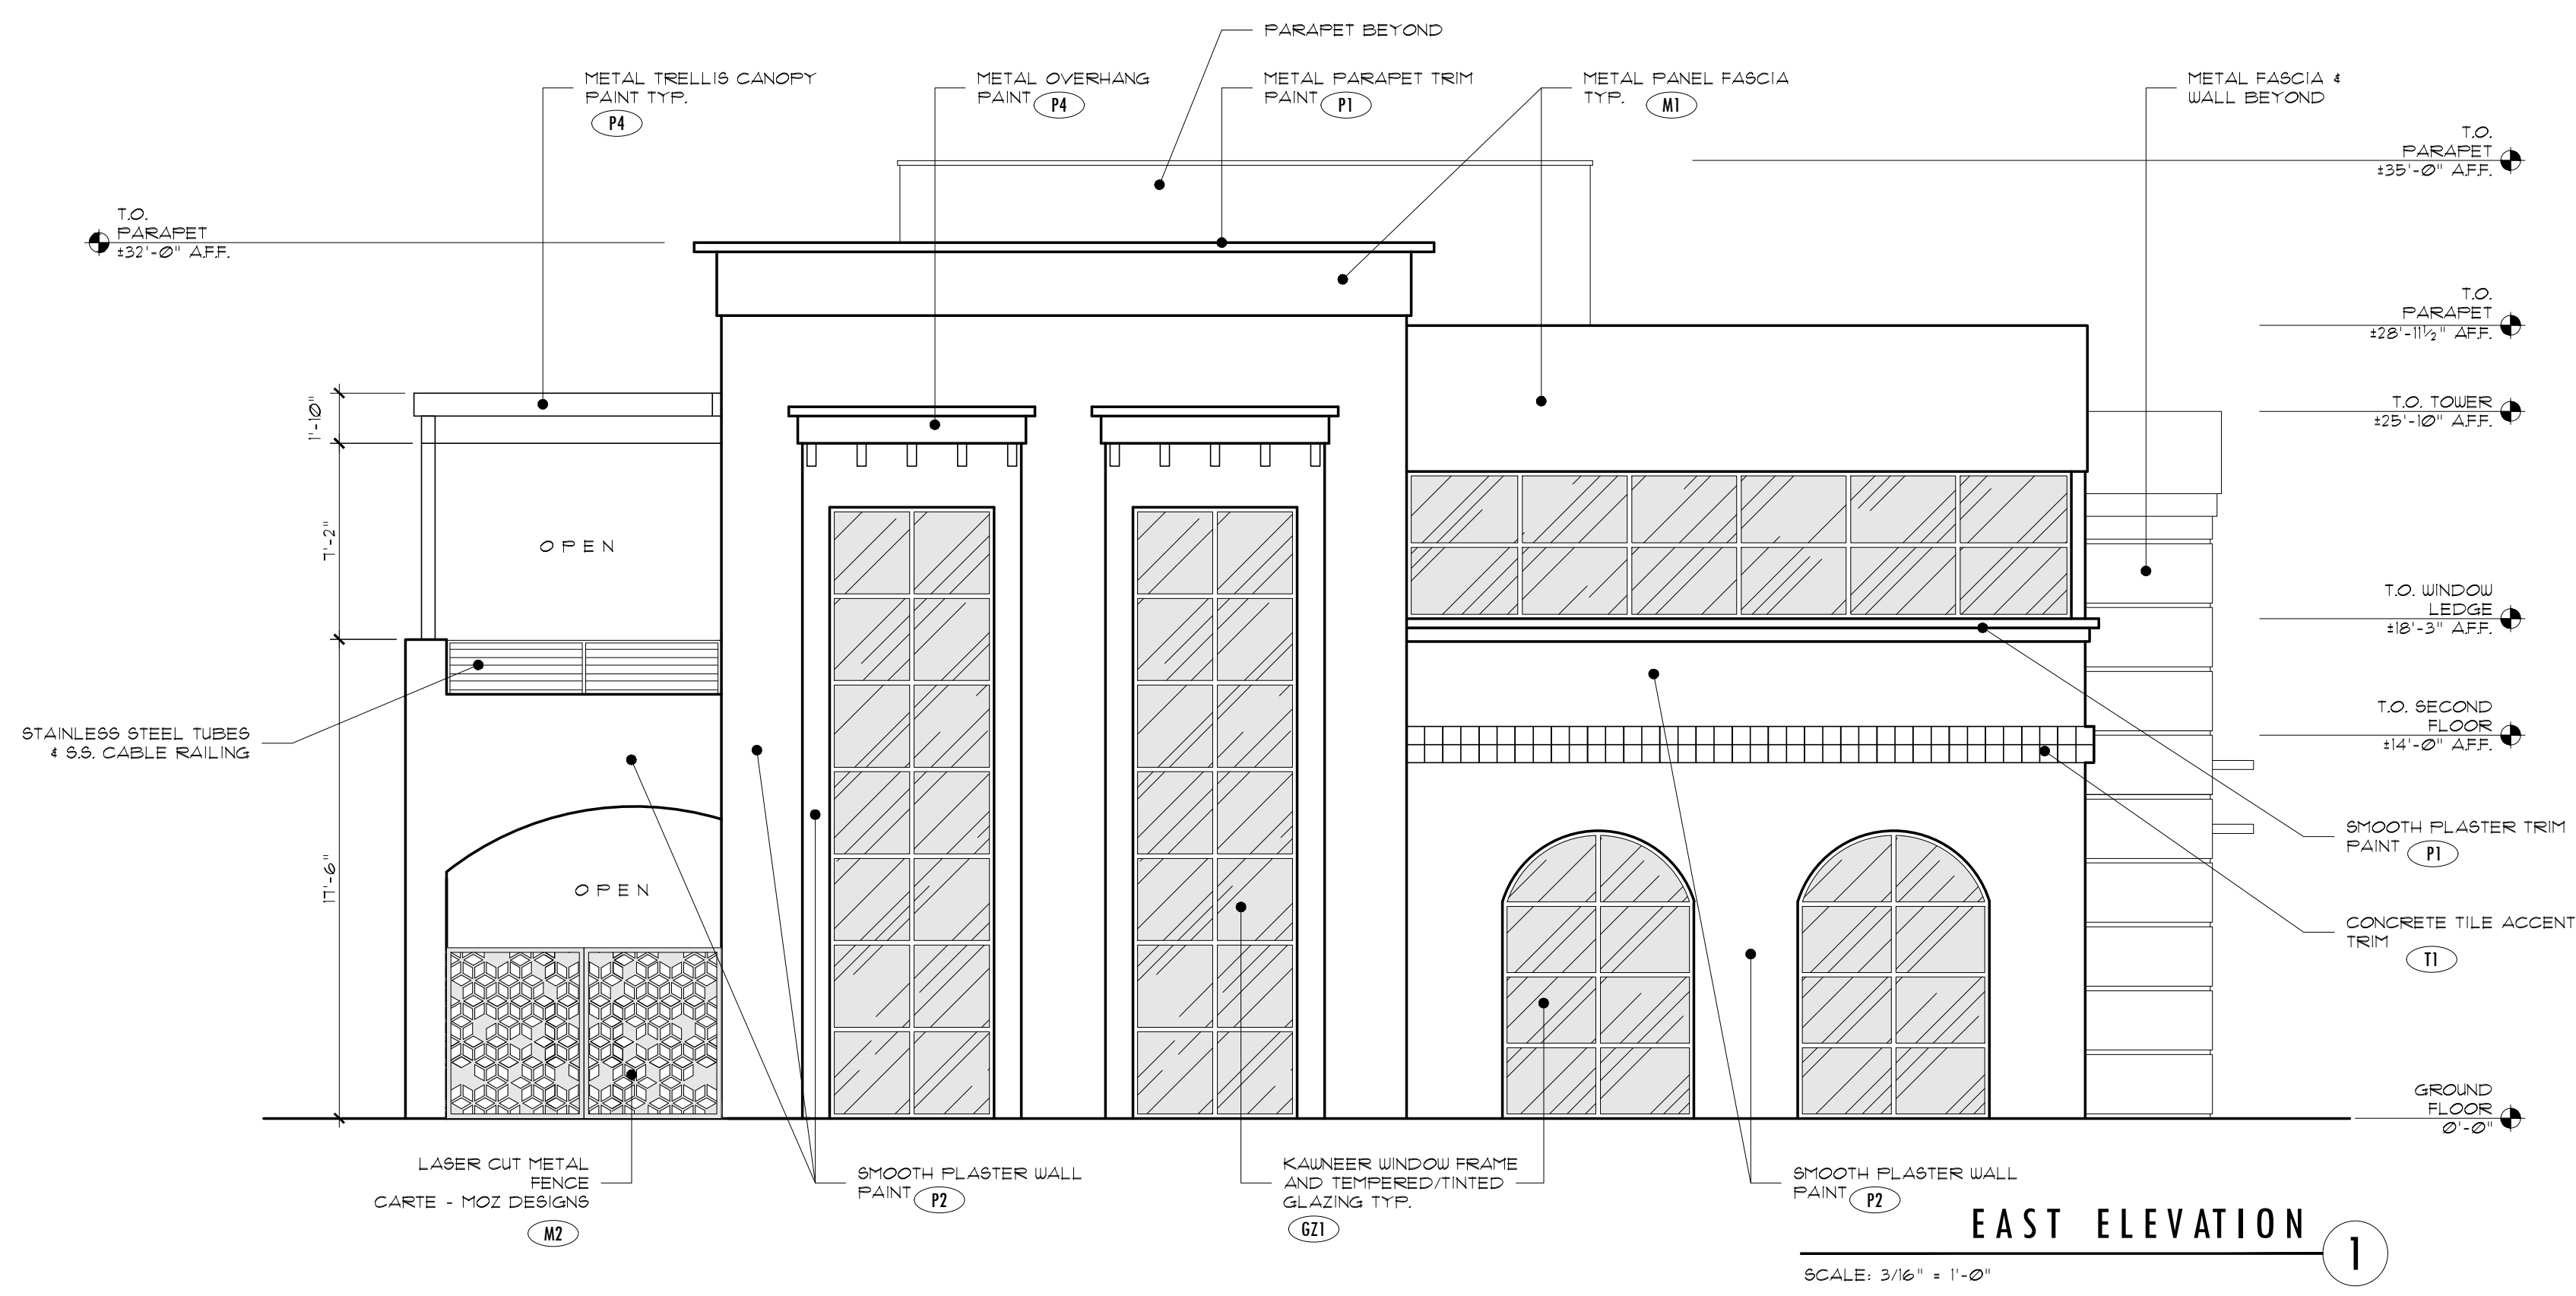 PARAPET BEYOND
METAL TRELLIS CANOPY
PAINT TYP.
P4
METAL OVERHANG
PAINT P4
METAL PARAPET TRIM
PAINT P1
METAL PANEL FASCIA
TYP. M1
METAL FASCIA &
WALL BEYOND
T.O.
PARAPET
±35'-0" A.F.F.
T.O.
PARAPET
±32'-0" A.F.F.
T.O.
PARAPET
±28'-11½" A.F.F.
1'-10"
T.O. TOWER
±25'-10" A.F.F.
7'-2"
OPEN
T.O. WINDOW
LEDGE
±18'-3" A.F.F.
STAINLESS STEEL TUBES
& S.S. CABLE RAILING
T.O. SECOND
FLOOR
±14'-0" A.F.F.
SMOOTH PLASTER TRIM
PAINT P1
17'-6"
OPEN
CONCRETE TILE ACCENT
TRIM
T1
GROUND
FLOOR
0'-0"
LASER CUT METAL
FENCE
CARTE - MOZ DESIGNS
M2
SMOOTH PLASTER WALL
PAINT P2
KAWNEER WINDOW FRAME
AND TEMPERED/TINTED
GLAZING TYP.
GZ1
SMOOTH PLASTER WALL
PAINT P2
EAST ELEVATION
1
SCALE: 3/16" = 1'-0"